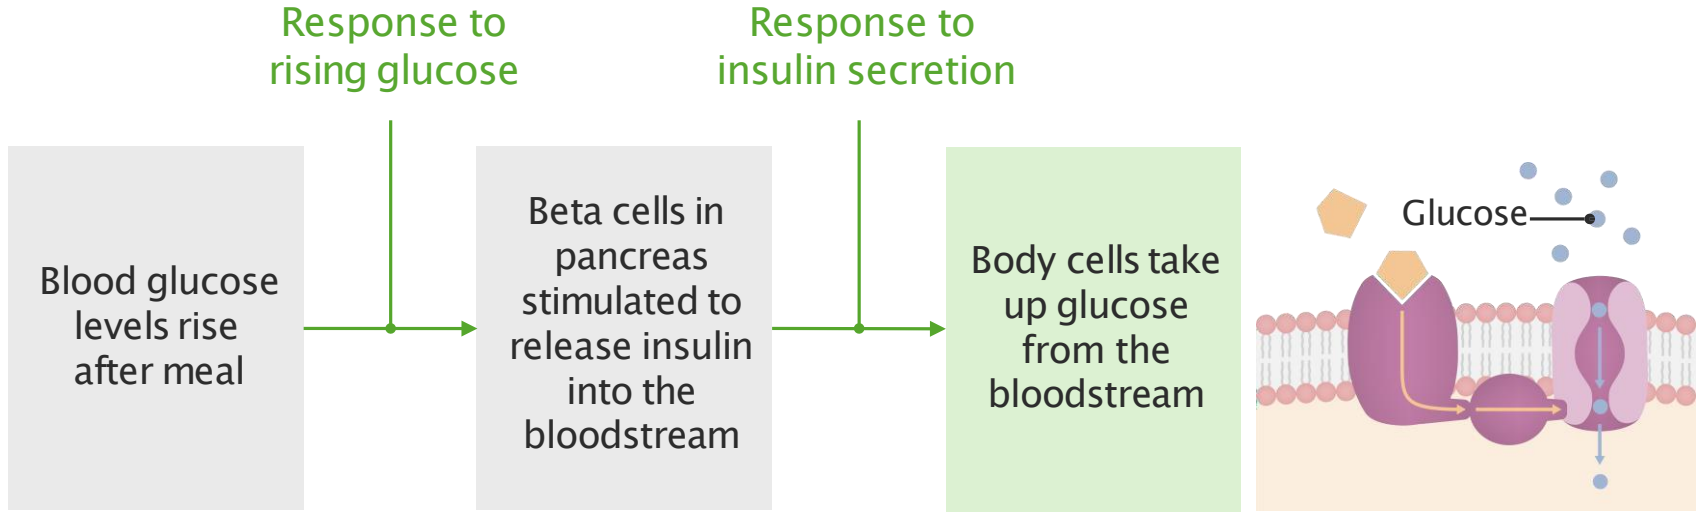 Response to
rising glucose
Response to
insulin secretion
Blood glucose
levels rise
after meal
Beta cells in
pancreas
stimulated to
release insulin
into the
bloodstream
Body cells take
up glucose
from the
bloodstream
Glucose